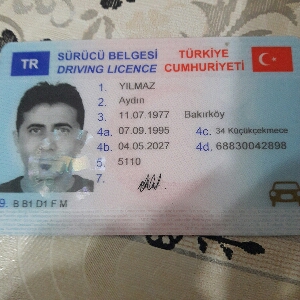 TR SÜRÜCÜ BELGESİ TÜRKİYE
DRIVING LICENCE CUMHURİYETİ
1. YILMAZ
2. Aydın
3. 11.07.1977 Bakırköy
4a. 07.09.1995 4c. 34 Küçükçekmece
4b. 04.05.2027 4d. 68830042898
5. 5110
7.
9. B B1 D1 F M